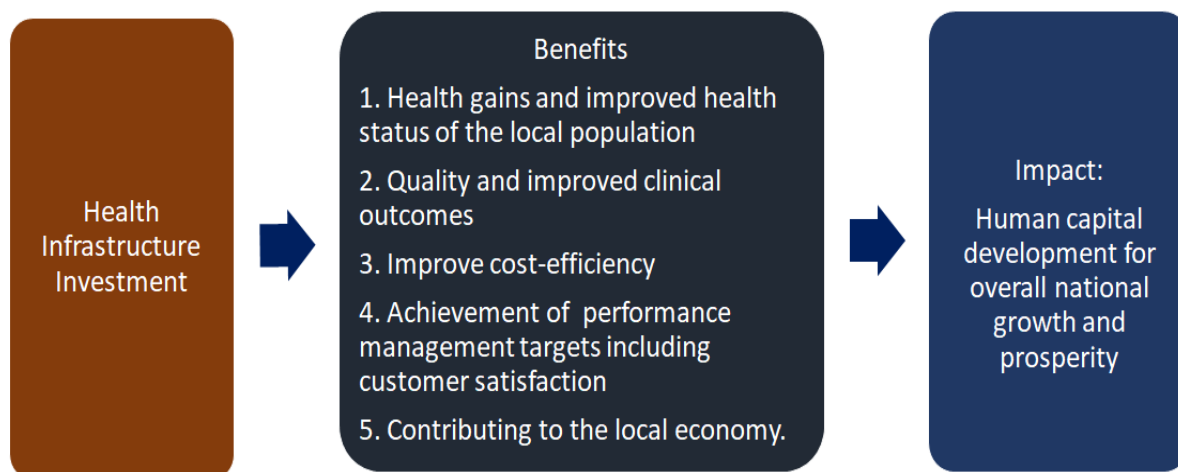 Health
Infrastructure
Investment
Benefits
1. Health gains and improved health
status of the local population
2. Quality and improved clinical
outcomes
3. Improve cost-efficiency
4. Achievement of  performance
management targets including
customer satisfaction
5. Contributing to the local economy.
Impact:
Human capital
development for
overall national
growth and
prosperity